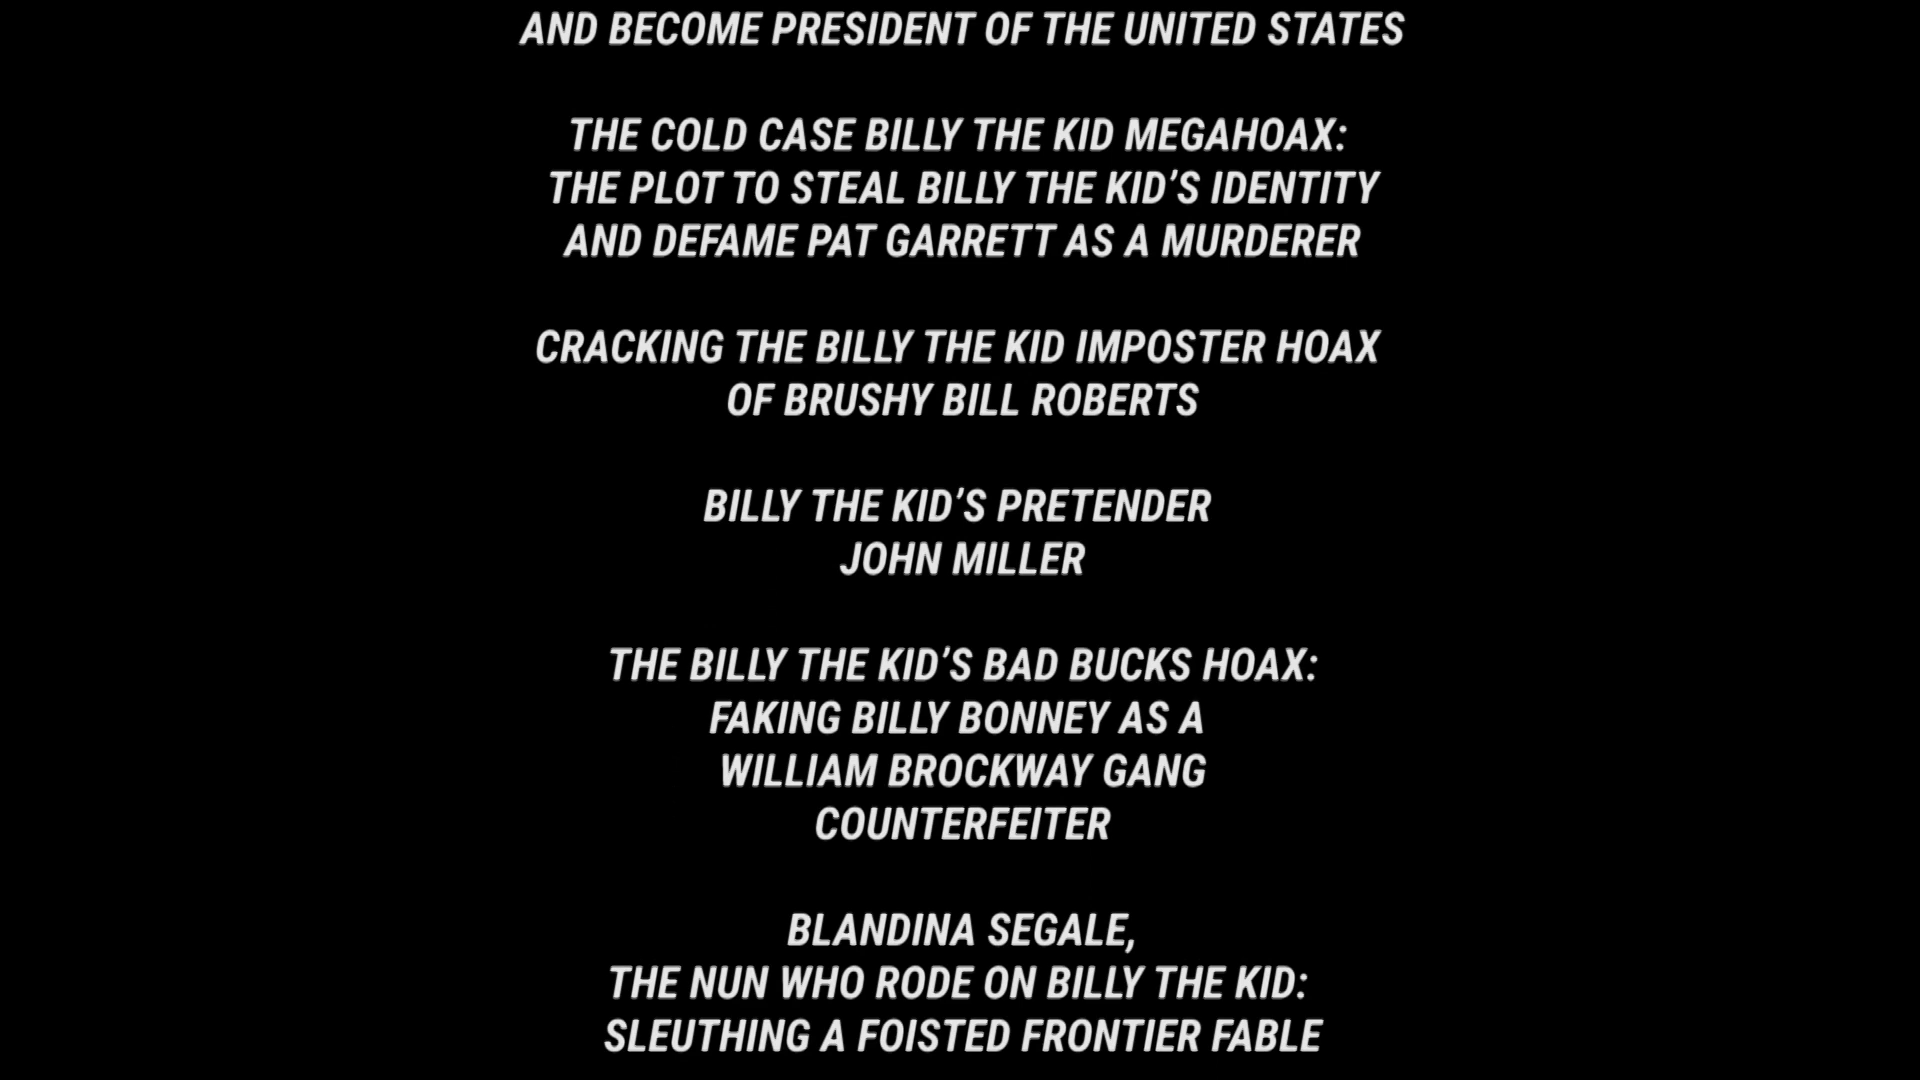 AND BECOME PRESIDENT OF THE UNITED STATES
THE COLD CASE BILLY THE KID MEGAHOAX:
THE PLOT TO STEAL BILLY THE KID’S IDENTITY
AND DEFAME PAT GARRETT AS A MURDERER
CRACKING THE BILLY THE KID IMPOSTER HOAX
OF BRUSHY BILL ROBERTS
BILLY THE KID’S PRETENDER
JOHN MILLER
THE BILLY THE KID’S BAD BUCKS HOAX:
FAKING BILLY BONNEY AS A
WILLIAM BROCKWAY GANG
COUNTERFEITER
BLANDINA SEGALE,
THE NUN WHO RODE ON BILLY THE KID:
SLEUTHING A FOISTED FRONTIER FABLE